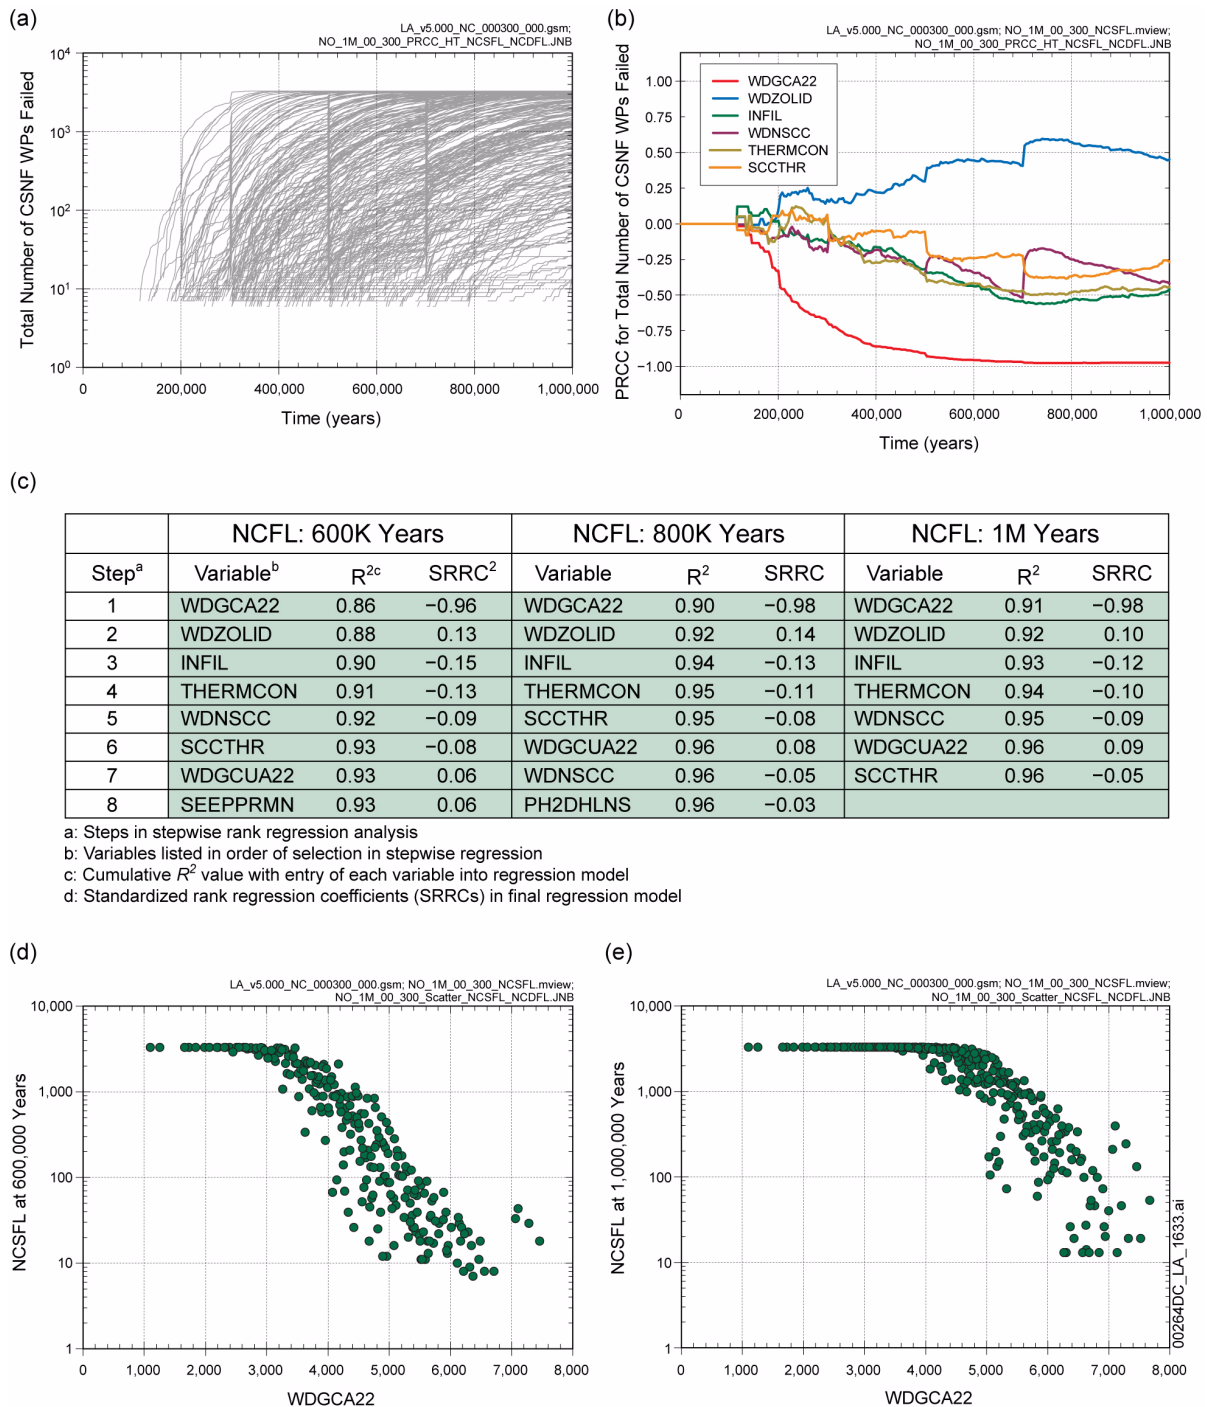 (a)
LA_v5.000_NC_000300_000.gsm;
NO_1M_00_300_PRCC_HT_NCSFL_NCDFL.JNB
Total Number of CSNF WPs Failed
10⁴
10³
10²
10¹
10⁰
0
200,000
400,000
600,000
800,000
1,000,000
Time (years)
(b)
LA_v5.000_NC_000300_000.gsm; NO_1M_00_300_NCSFL.mview;
NO_1M_00_300_PRCC_HT_NCSFL_NCDFL.JNB
PRCC for Total Number of CSNF WPs Failed
1.00
0.75
0.50
0.25
0.00
−0.25
−0.50
−0.75
−1.00
WDGCA22
WDZOLID
INFIL
WDNSCC
THERMCON
SCCTHR
0
200,000
400,000
600,000
800,000
1,000,000
Time (years)
(c)
NCFL: 600K Years NCFL: 800K Years NCFL: 1M Years
Stepᵃ Variableᵇ R²ᶜ SRRC² Variable R² SRRC Variable R² SRRC
1 WDGCA22 0.86 −0.96 WDGCA22 0.90 −0.98 WDGCA22 0.91 −0.98
2 WDZOLID 0.88 0.13 WDZOLID 0.92 0.14 WDZOLID 0.92 0.10
3 INFIL 0.90 −0.15 INFIL 0.94 −0.13 INFIL 0.93 −0.12
4 THERMCON 0.91 −0.13 THERMCON 0.95 −0.11 THERMCON 0.94 −0.10
5 WDNSCC 0.92 −0.09 SCCTHR 0.95 −0.08 WDNSCC 0.95 −0.09
6 SCCTHR 0.93 −0.08 WDGCUA22 0.96 0.08 WDGCUA22 0.96 0.09
7 WDGCUA22 0.93 0.06 WDNSCC 0.96 −0.05 SCCTHR 0.96 −0.05
8 SEEPPRMN 0.93 0.06 PH2DHLNS 0.96 −0.03
a: Steps in stepwise rank regression analysis
b: Variables listed in order of selection in stepwise regression
c: Cumulative R² value with entry of each variable into regression model
d: Standardized rank regression coefficients (SRRCs) in final regression model
(d)
LA_v5.000_NC_000300_000.gsm; NO_1M_00_300_NCSFL.mview;
NO_1M_00_300_Scatter_NCSFL_NCDFL.JNB
NCSFL at 600,000 Years
10,000
1,000
100
10
1
0
1,000
2,000
3,000
4,000
5,000
6,000
7,000
8,000
WDGCA22
(e)
LA_v5.000_NC_000300_000.gsm; NO_1M_00_300_NCSFL.mview;
NO_1M_00_300_Scatter_NCSFL_NCDFL.JNB
NCSFL at 1,000,000 Years
10,000
1,000
100
10
1
0
1,000
2,000
3,000
4,000
5,000
6,000
7,000
8,000
WDGCA22
00264DC_LA_1633.ai